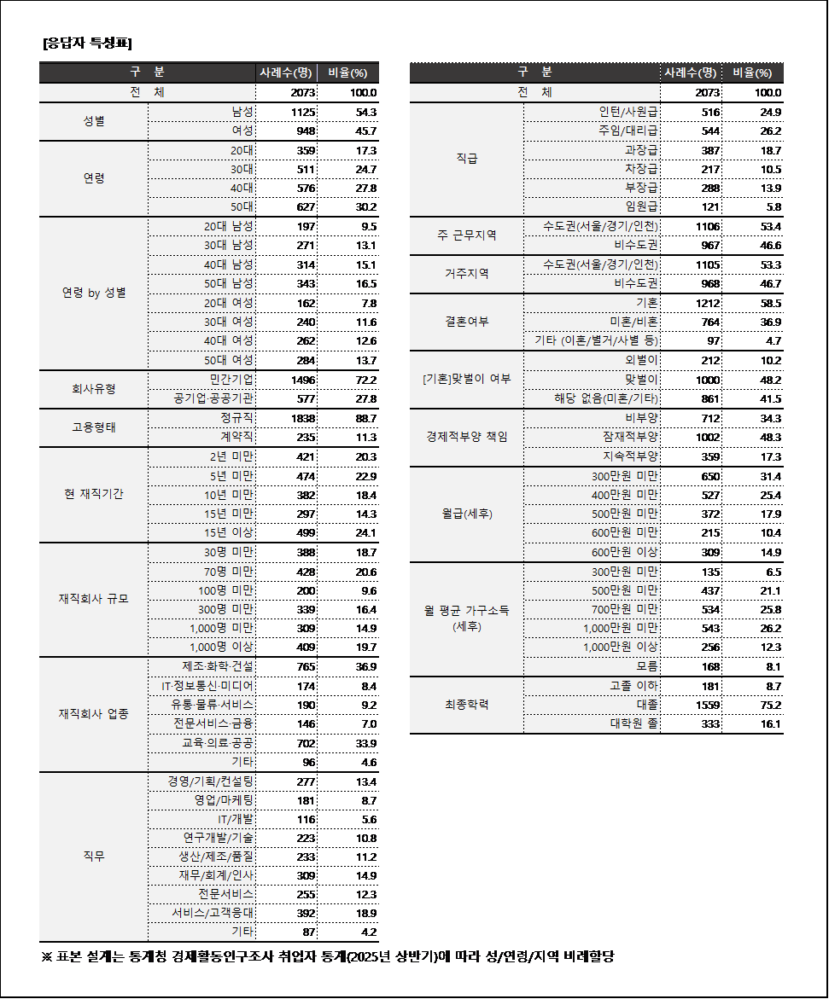 [응답자 특성표]
구 분 사례수(명) 비율(%)
전 체 2073 100.0
성별
남성 1125 54.3
여성 948 45.7
연령
20대 359 17.3
30대 511 24.7
40대 576 27.8
50대 627 30.2
연령 by 성별
20대 남성 197 9.5
30대 남성 271 13.1
40대 남성 314 15.1
50대 남성 343 16.5
20대 여성 162 7.8
30대 여성 240 11.6
40대 여성 262 12.6
50대 여성 284 13.7
회사유형
민간기업 1496 72.2
공기업·공공기관 577 27.8
고용형태
정규직 1838 88.7
계약직 235 11.3
현 재직기간
2년 미만 421 20.3
5년 미만 474 22.9
10년 미만 382 18.4
15년 미만 297 14.3
15년 이상 499 24.1
재직회사 규모
30명 미만 388 18.7
70명 미만 428 20.6
100명 미만 200 9.6
300명 미만 339 16.4
1,000명 미만 309 14.9
1,000명 이상 409 19.7
재직회사 업종
제조·화학·건설 765 36.9
IT·정보통신·미디어 174 8.4
유통·물류·서비스 190 9.2
전문서비스·금융 146 7.0
교육·의료·공공 702 33.9
기타 96 4.6
직무
경영/기획/컨설팅 277 13.4
영업/마케팅 181 8.7
IT/개발 116 5.6
연구개발/기술 223 10.8
생산/제조/품질 233 11.2
재무/회계/인사 309 14.9
전문서비스 255 12.3
서비스/고객응대 392 18.9
기타 87 4.2
구 분 사례수(명) 비율(%)
전 체 2073 100.0
직급
인턴/사원급 516 24.9
주임/대리급 544 26.2
과장급 387 18.7
차장급 217 10.5
부장급 288 13.9
임원급 121 5.8
주 근무지역
수도권(서울/경기/인천) 1106 53.4
비수도권 967 46.6
거주지역
수도권(서울/경기/인천) 1105 53.3
비수도권 968 46.7
결혼여부
기혼 1212 58.5
미혼/비혼 764 36.9
기타 (이혼/별거/사별 등) 97 4.7
[기혼]맞벌이 여부
외벌이 212 10.2
맞벌이 1000 48.2
해당 없음(미혼/기타) 861 41.5
경제적부양 책임
비부양 712 34.3
잠재적부양 1002 48.3
지속적부양 359 17.3
월급(세후)
300만원 미만 650 31.4
400만원 미만 527 25.4
500만원 미만 372 17.9
600만원 미만 215 10.4
600만원 이상 309 14.9
월 평균 가구소득
(세후)
300만원 미만 135 6.5
500만원 미만 437 21.1
700만원 미만 534 25.8
1,000만원 미만 543 26.2
1,000만원 이상 256 12.3
모름 168 8.1
최종학력
고졸 이하 181 8.7
대졸 1559 75.2
대학원 졸 333 16.1
※ 표본 설계는 통계청 경제활동인구조사 취업자 통계(2025년 상반기)에 따라 성/연령/지역 비례할당